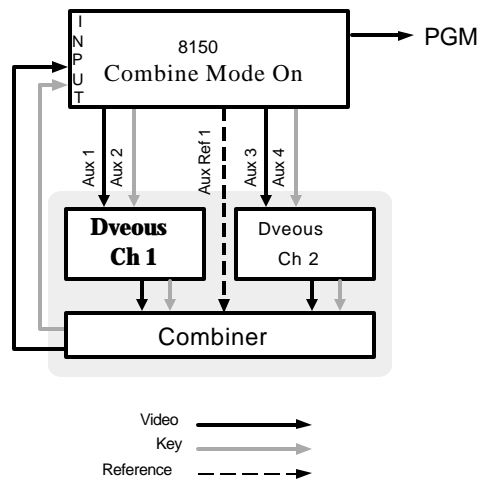 INPUT
8150
Combine Mode On
PGM
Aux 1
Aux 2
Aux Ref 1
Aux 3
Aux 4
Dveous
Ch 1
Dveous
Ch 2
Combiner
Video
Key
Reference